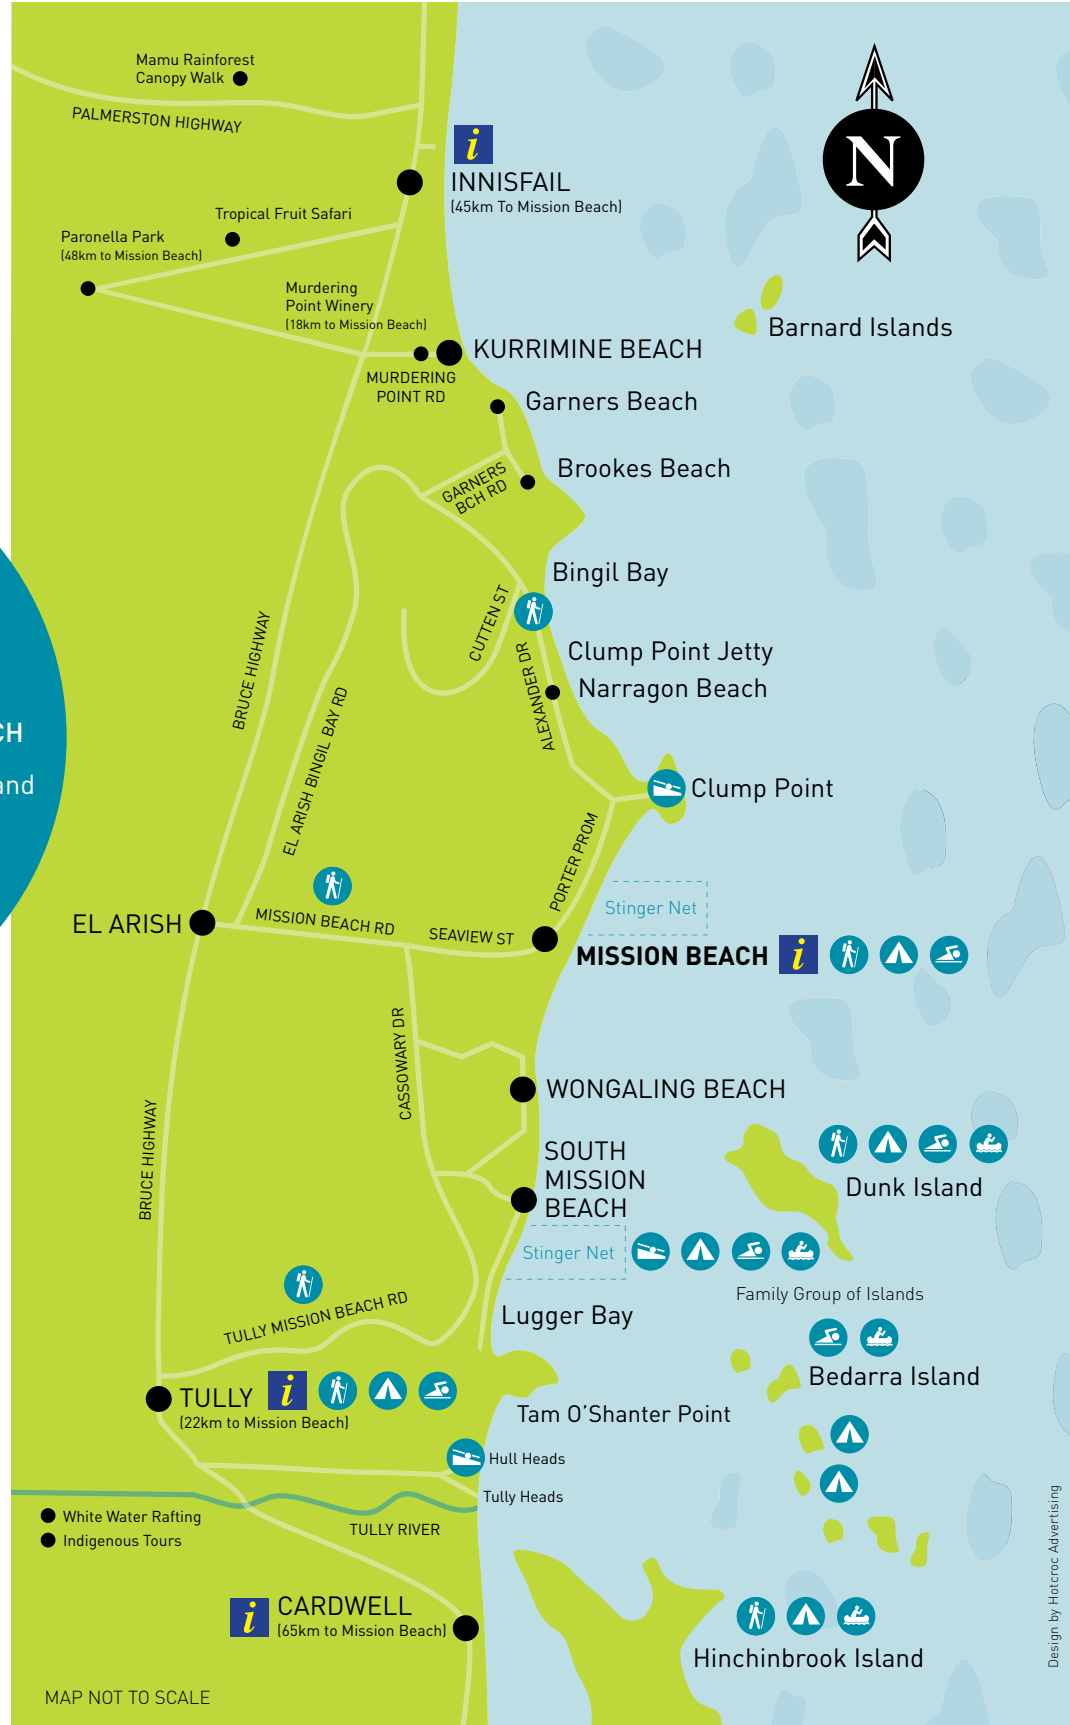 Mamu Rainforest
Canopy Walk
PALMERSTON HIGHWAY
i
INNISFAIL
(45km To Mission Beach)
Tropical Fruit Safari
Paronella Park
(48km to Mission Beach)
Murdering
Point Winery
(18km to Mission Beach)
N
Barnard Islands
KURRIMINE BEACH
MURDERING
POINT RD
Garners Beach
Brookes Beach
GARNERS
BCH RD
Bingil Bay
CUTTEN ST
Clump Point Jetty
Narragon Beach
ALEXANDER DR
BRUCE HIGHWAY
EL ARISH BINGIL BAY RD
CH
and
Clump Point
PORTER PROM
Stinger Net
EL ARISH
MISSION BEACH RD
SEAVIEW ST
MISSION BEACH
i
CASSOWARY DR
WONGALING BEACH
BRUCE HIGHWAY
SOUTH
MISSION
BEACH
Dunk Island
Stinger Net
Family Group of Islands
Lugger Bay
TULLY MISSION BEACH RD
Bedarra Island
TULLY
i
(22km to Mission Beach)
Tam O'Shanter Point
Hull Heads
Tully Heads
White Water Rafting
Indigenous Tours
TULLY RIVER
i
CARDWELL
(65km to Mission Beach)
Hinchinbrook Island
MAP NOT TO SCALE
Design by Hotcroc Advertising